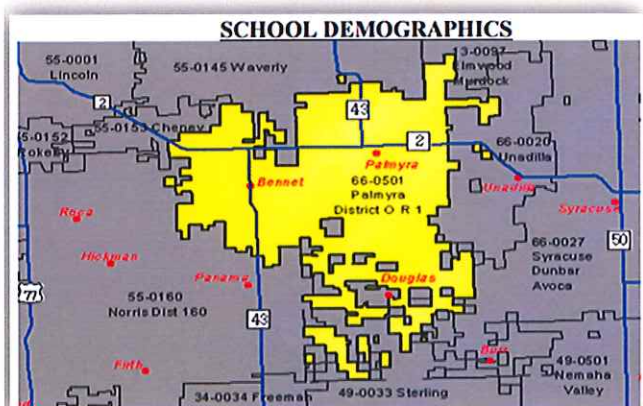 SCHOOL DEMOGRAPHICS
55-0001
Lincoln
55-0145 Waverly
13-0097
Elmwood
Murdock
2
43
55-0153 Cheney
2
55-0152
Rokeby
66-0020
Unadilla
Palmyra
Bennet
66-0501
Palmyra
District O R 1
Unadilla
Roca
Syracuse
50
66-0027
Syracuse
Dunbar
Avoca
Hickman
Panama
Douglas
77
55-0160
Norris Dist 160
43
Firth
Burr
49-0501
Nemaha
Valley
34-0034 Freeman
49-0033 Sterling